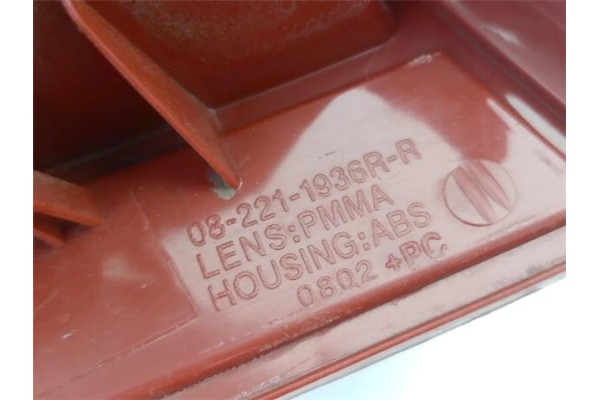 08-221-1936R-R
LENS:PMMA
HOUSING:ABS
0802 +PC